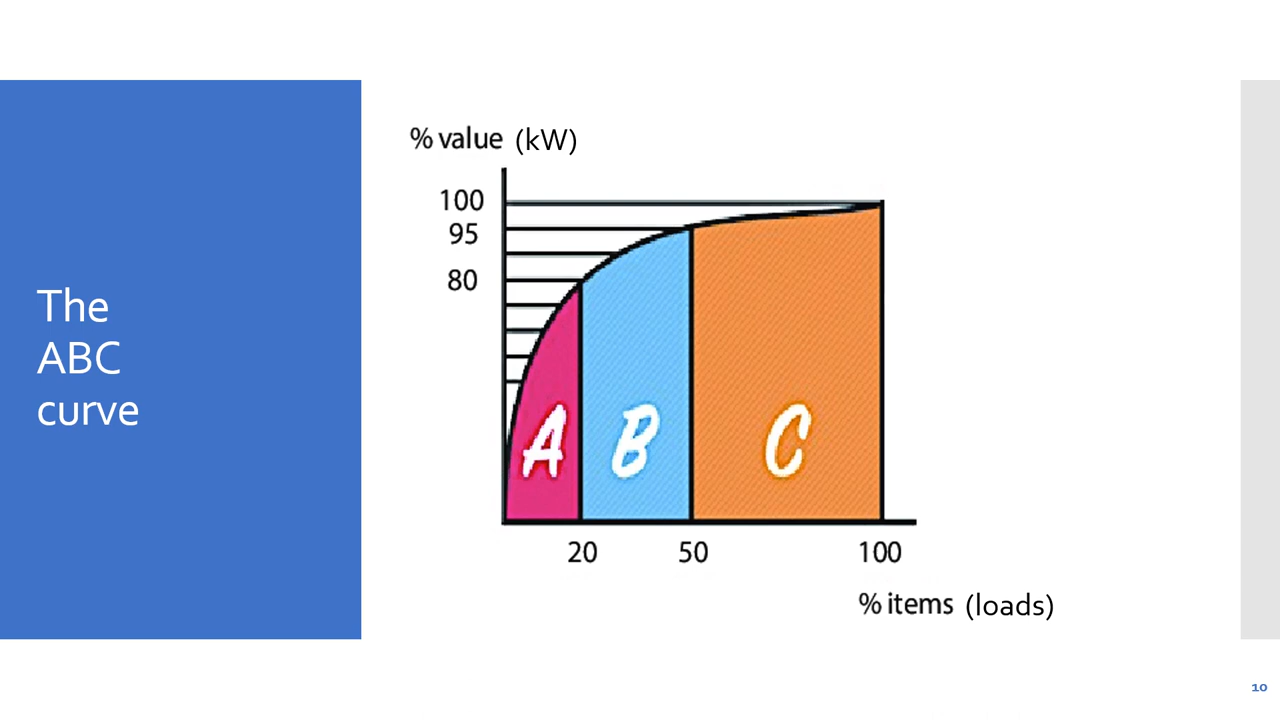 The
ABC
curve
% value (kW)
100
95
80
A B C
20 50 100
% items (loads)
10